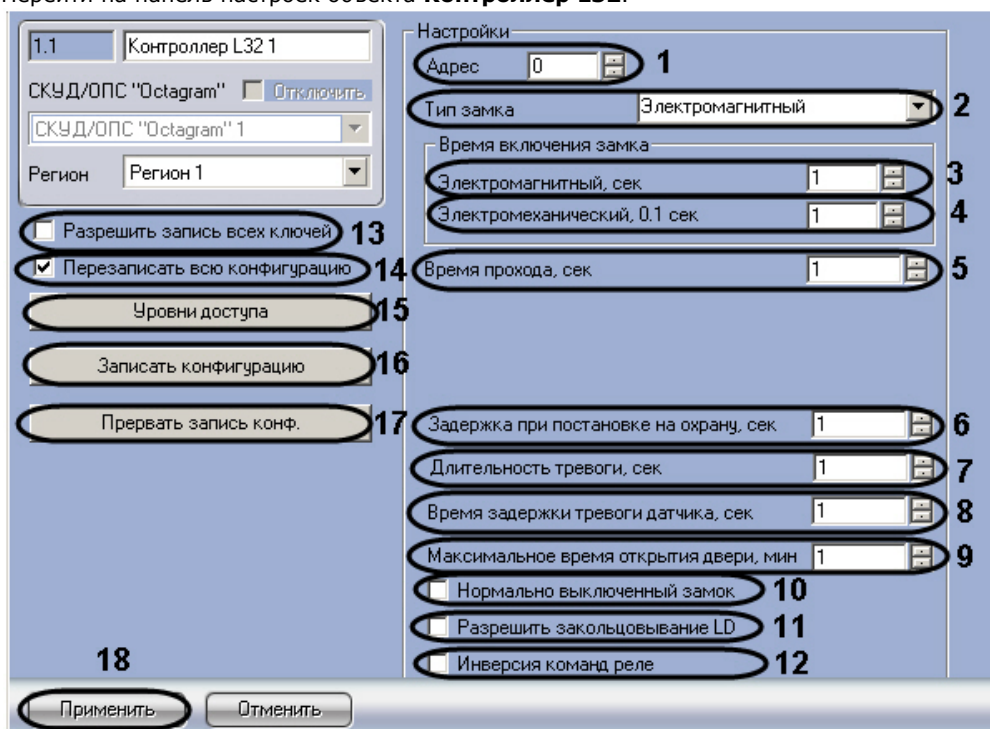 Перейти на панель настроек объекта Контроллер L32.
1.1 Контроллер L32 1
СКУД/ОПС "Octagram" Отключить
СКУД/ОПС "Octagram" 1
Регион Регион 1
Разрешить запись всех ключей 13
Перезаписать всю конфигурацию 14
Уровни доступа 15
Записать конфигурацию 16
Прервать запись конф. 17
Настройки
Адрес 0 1
Тип замка Электромагнитный 2
Время включения замка
Электромагнитный, сек 1 3
Электромеханический, 0.1 сек 1 4
Время прохода, сек 1 5
Задержка при постановке на охрану, сек 1 6
Длительность тревоги, сек 1 7
Время задержки тревоги датчика, сек 1 8
Максимальное время открытия двери, мин 1 9
Нормально выключенный замок 10
Разрешить закольцовывание LD 11
Инверсия команд реле 12
18
Применить Отменить